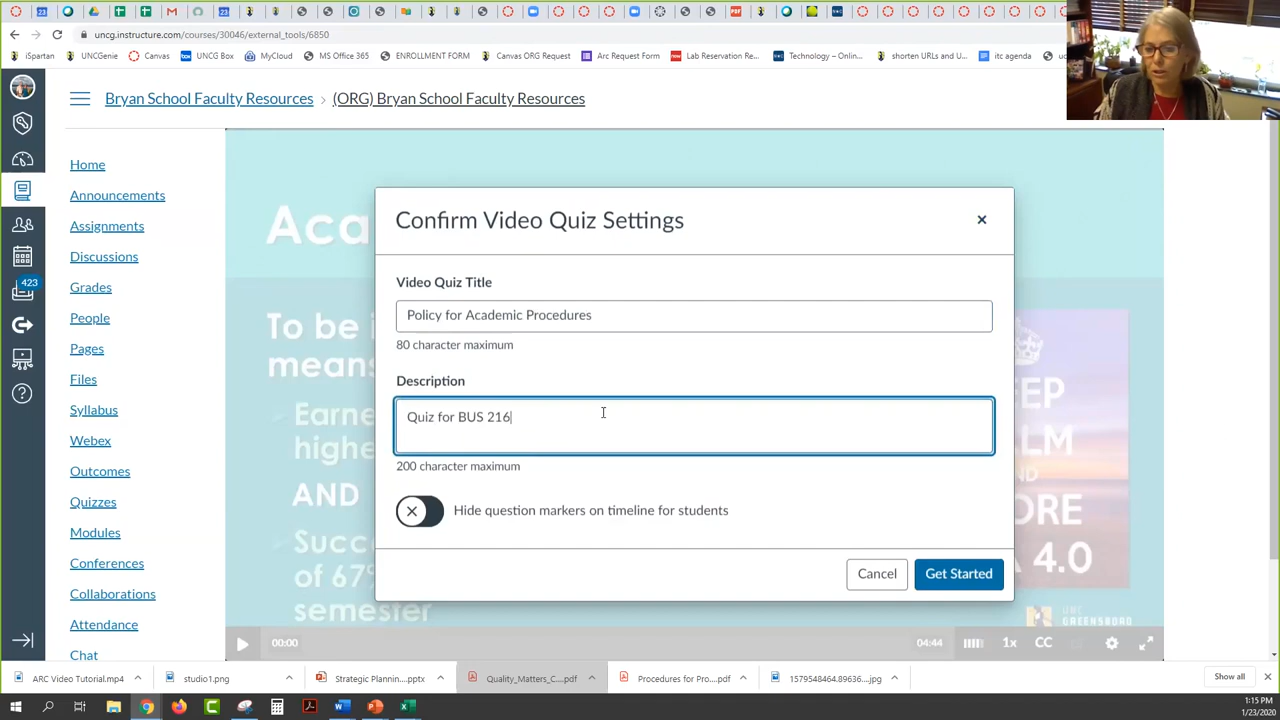 uncg.instructure.com/courses/30046/external_tools/6850
iSpartan UNCGenie Canvas UNCG Box MyCloud MS Office 365 ENROLLMENT FORM Canvas ORG Request Arc Request Form Lab Reservation Re... Technology – Onlin... shorten URLs and U... itc agenda
Bryan School Faculty Resources > (ORG) Bryan School Faculty Resources
Home
Announcements
Assignments
Discussions
Grades
People
Pages
Files
Syllabus
Webex
Outcomes
Quizzes
Modules
Conferences
Collaborations
Attendance
Chat
423
Aca
To be i
means
Earne
highe
AND
Succ
of 67%
semester
Confirm Video Quiz Settings
Video Quiz Title
Policy for Academic Procedures
80 character maximum
Description
Quiz for BUS 216
200 character maximum
Hide question markers on timeline for students
Cancel Get Started
4.0
UNC
GREENSBORO
00:00 04:44 1x CC
ARC Video Tutorial.mp4 studio1.png Strategic Plannin....pptx Quality_Matters_C....pdf Procedures for Pro....pdf 1579548464,89636....jpg Show all
1:15 PM
1/23/2020